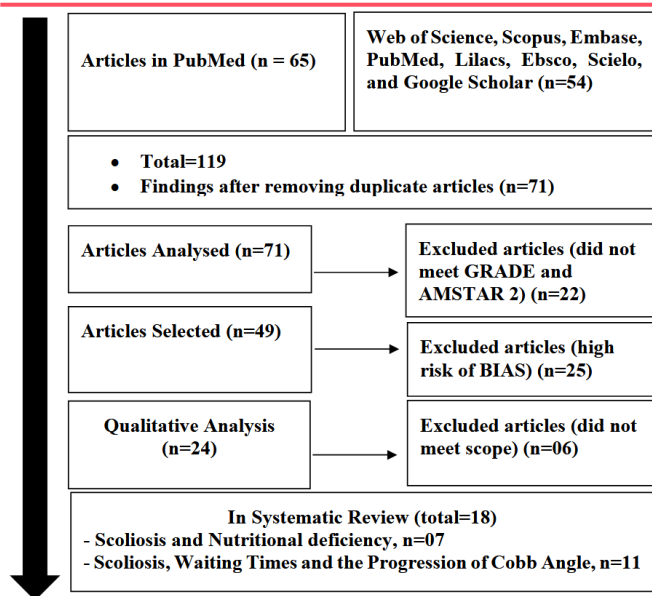 Articles in PubMed (n = 65)
Web of Science, Scopus, Embase,
PubMed, Lilacs, Ebsco, Scielo,
and Google Scholar (n=54)
• Total=119
• Findings after removing duplicate articles (n=71)
Articles Analysed (n=71)
Excluded articles (did not
meet GRADE and
AMSTAR 2) (n=22)
Articles Selected (n=49)
Excluded articles (high
risk of BIAS) (n=25)
Qualitative Analysis
(n=24)
Excluded articles (did not
meet scope) (n=06)
In Systematic Review (total=18)
- Scoliosis and Nutritional deficiency, n=07
- Scoliosis, Waiting Times and the Progression of Cobb Angle, n=11